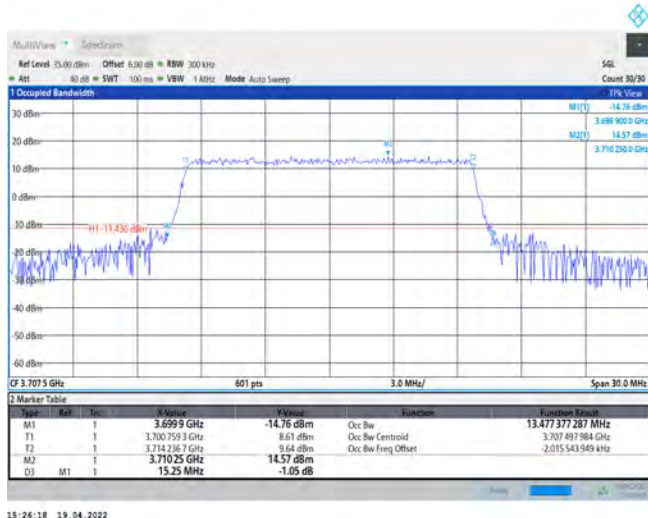 MultiView Spectrum
Ref Level 35.00 dBm Offset 6.00 dB RBW 300 kHz SGL
Att 40 dB SWT 100 ms VBW 1 MHz Mode Auto Sweep Count 30/30
1 Occupied Bandwidth 1Pk View
M1[1] -14.76 dBm
3.699 900 0 GHz
M2[1] 14.57 dBm
3.710 250 0 GHz
30 dBm
20 dBm
M2
T1 T2
10 dBm
0 dBm
-10 dBm
H1 -11.430 dBm
-20 dBm
-30 dBm
-40 dBm
-50 dBm
-60 dBm
CF 3.707 5 GHz 601 pts 3.0 MHz/ Span 30.0 MHz
2 Marker Table
Type Ref Trc X-Value Y-Value Function Function Result
M1 1 3.699 9 GHz -14.76 dBm Occ Bw 13.477 377 287 MHz
T1 1 3.700 759 3 GHz 8.61 dBm Occ Bw Centroid 3.707 497 984 GHz
T2 1 3.714 236 7 GHz 9.64 dBm Occ Bw Freq Offset -2.015 543 949 kHz
M2 1 3.710 25 GHz 14.57 dBm
D3 M1 1 15.25 MHz -1.05 dB
15:26:18 19.04.2022